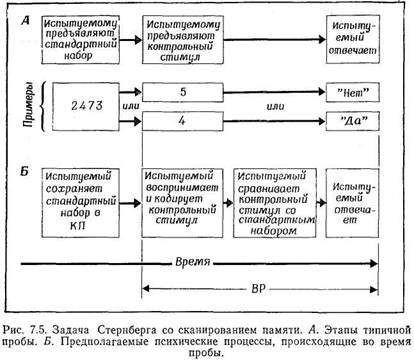 А
Испытуемому
предъявляют
стандартный
набор
Испытуемому
предъявляют
контрольный
стимул
Испыту-
емый
отвечает
Примеры
2473
или
5
4
или
"Нет"
"Да"
Б
Испытуемый
сохраняет
стандартный
набор в
КП
Испытуемый
воспринимает
и кодирует
контрольный
стимул
Испытуемый
сравнивает
контрольный
стимул со
стандартным
набором
Испыту-
емый
отвеча-
ет
Время
ВР
Рис. 7.5. Задача Стернберга со сканированием памяти. А. Этапы типичной
пробы. Б. Предполагаемые психические процессы, происходящие во время
пробы.